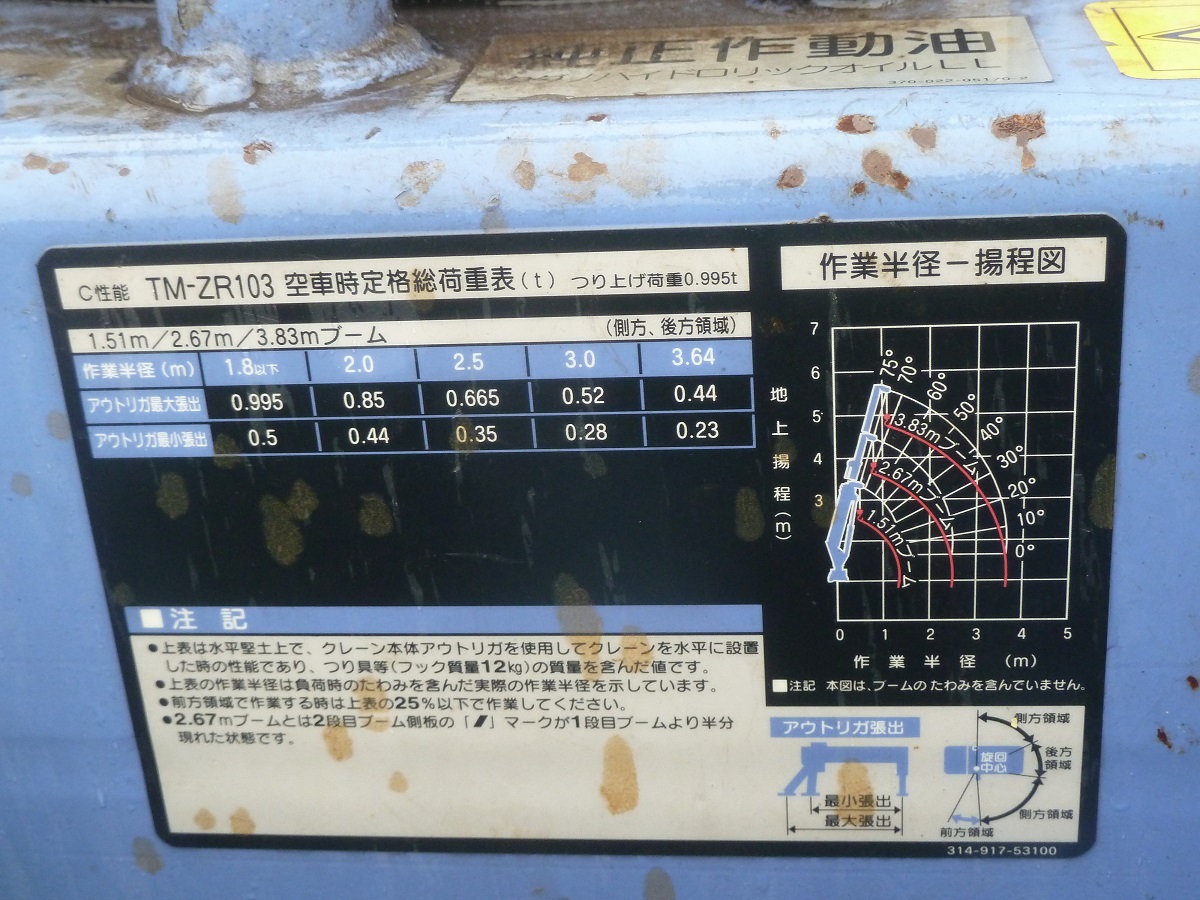 純正作動油
タダノハイドロリックオイルLL
370-022-05170-2
C性能 TM-ZR103 空車時定格総荷重表(t) つり上げ荷重0.995t
1.51m/2.67m/3.83mブーム (側方、後方領域)
作業半径(m) 1.8以下 2.0 2.5 3.0 3.64
アウトリガ最大張出 0.995 0.85 0.665 0.52 0.44
アウトリガ最小張出 0.5 0.44 0.35 0.28 0.23
■注 記
●上表は水平堅土上で、クレーン本体アウトリガを使用してクレーンを水平に設置
した時の性能であり、つり具等(フック質量12kg)の質量を含んだ値です。
●上表の作業半径は負荷時のたわみを含んだ実際の作業半径を示しています。
●前方領域で作業する時は上表の25%以下で作業してください。
●2.67mブームとは2段目ブーム側板の「〃」マークが1段目ブームより半分
現れた状態です。
作業半径-揚程図
地上揚程(m)
7
6
5
4
3
75°
70°
60°
50°
40°
30°
20°
10°
0°
3.83mブーム
2.67mブーム
1.51mブーム
0 1 2 3 4 5
作業半径 (m)
■注記 本図は、ブームのたわみを含んでいません。
アウトリガ張出
最小張出
最大張出
側方領域
後方
領域
旋回
中心
側方領域
前方領域
314-917-53100